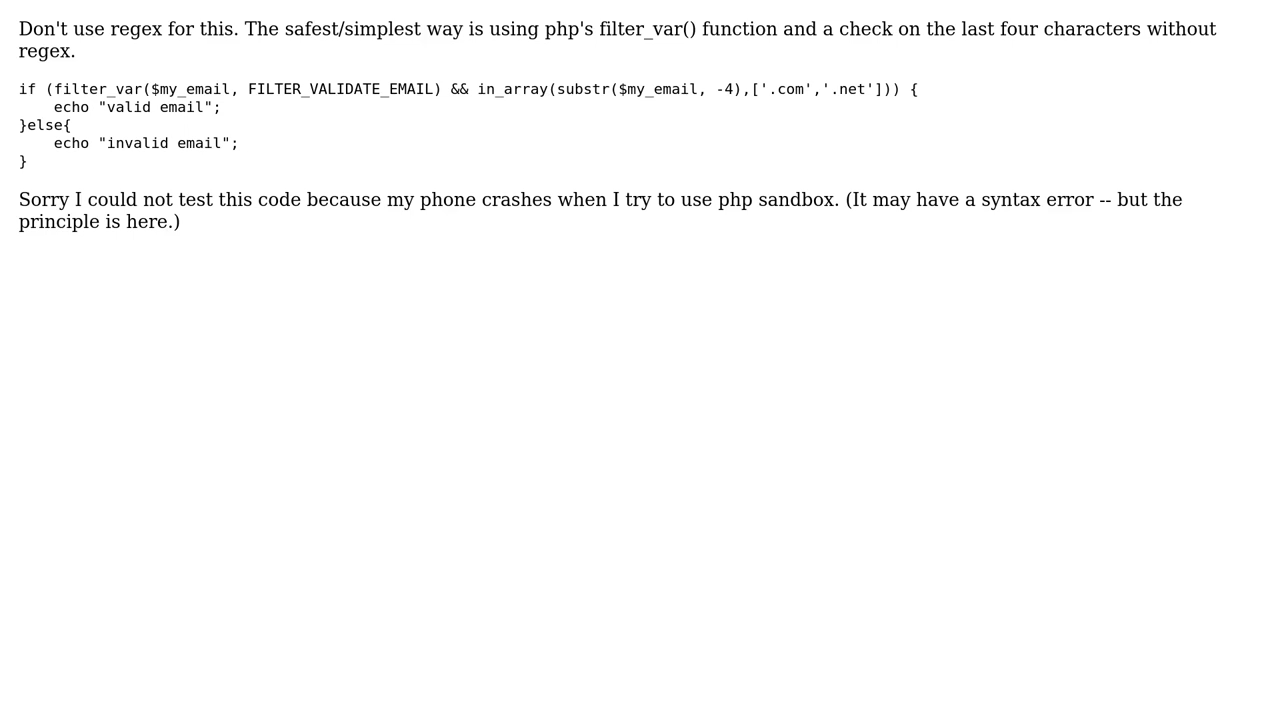 Don't use regex for this. The safest/simplest way is using php's filter_var() function and a check on the last four characters without
regex.
if (filter_var($my_email, FILTER_VALIDATE_EMAIL) && in_array(substr($my_email, -4),['.com','.net'])) {
    echo "valid email";
}else{
    echo "invalid email";
}
Sorry I could not test this code because my phone crashes when I try to use php sandbox. (It may have a syntax error -- but the
principle is here.)